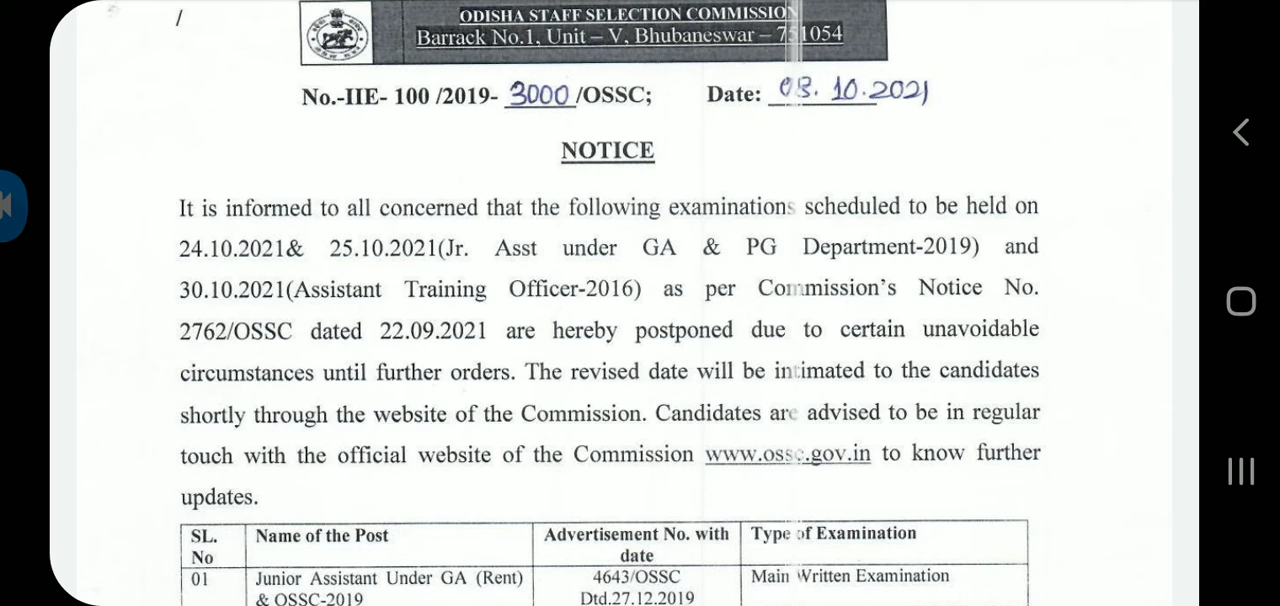 ODISHA STAFF SELECTION COMMISSION
Barrack No.1, Unit – V, Bhubaneswar – 751054
No.-IIE- 100 /2019- 3000 /OSSC; Date: 08.10.2021
NOTICE
It is informed to all concerned that the following examinations scheduled to be held on
24.10.2021& 25.10.2021(Jr. Asst under GA & PG Department-2019) and
30.10.2021(Assistant Training Officer-2016) as per Commission's Notice No.
2762/OSSC dated 22.09.2021 are hereby postponed due to certain unavoidable
circumstances until further orders. The revised date will be intimated to the candidates
shortly through the website of the Commission. Candidates are advised to be in regular
touch with the official website of the Commission www.ossc.gov.in to know further
updates.
SL. No Name of the Post Advertisement No. with date Type of Examination
01 Junior Assistant Under GA (Rent) 4643/OSSC Main Written Examination
& OSSC-2019 Dtd.27.12.2019